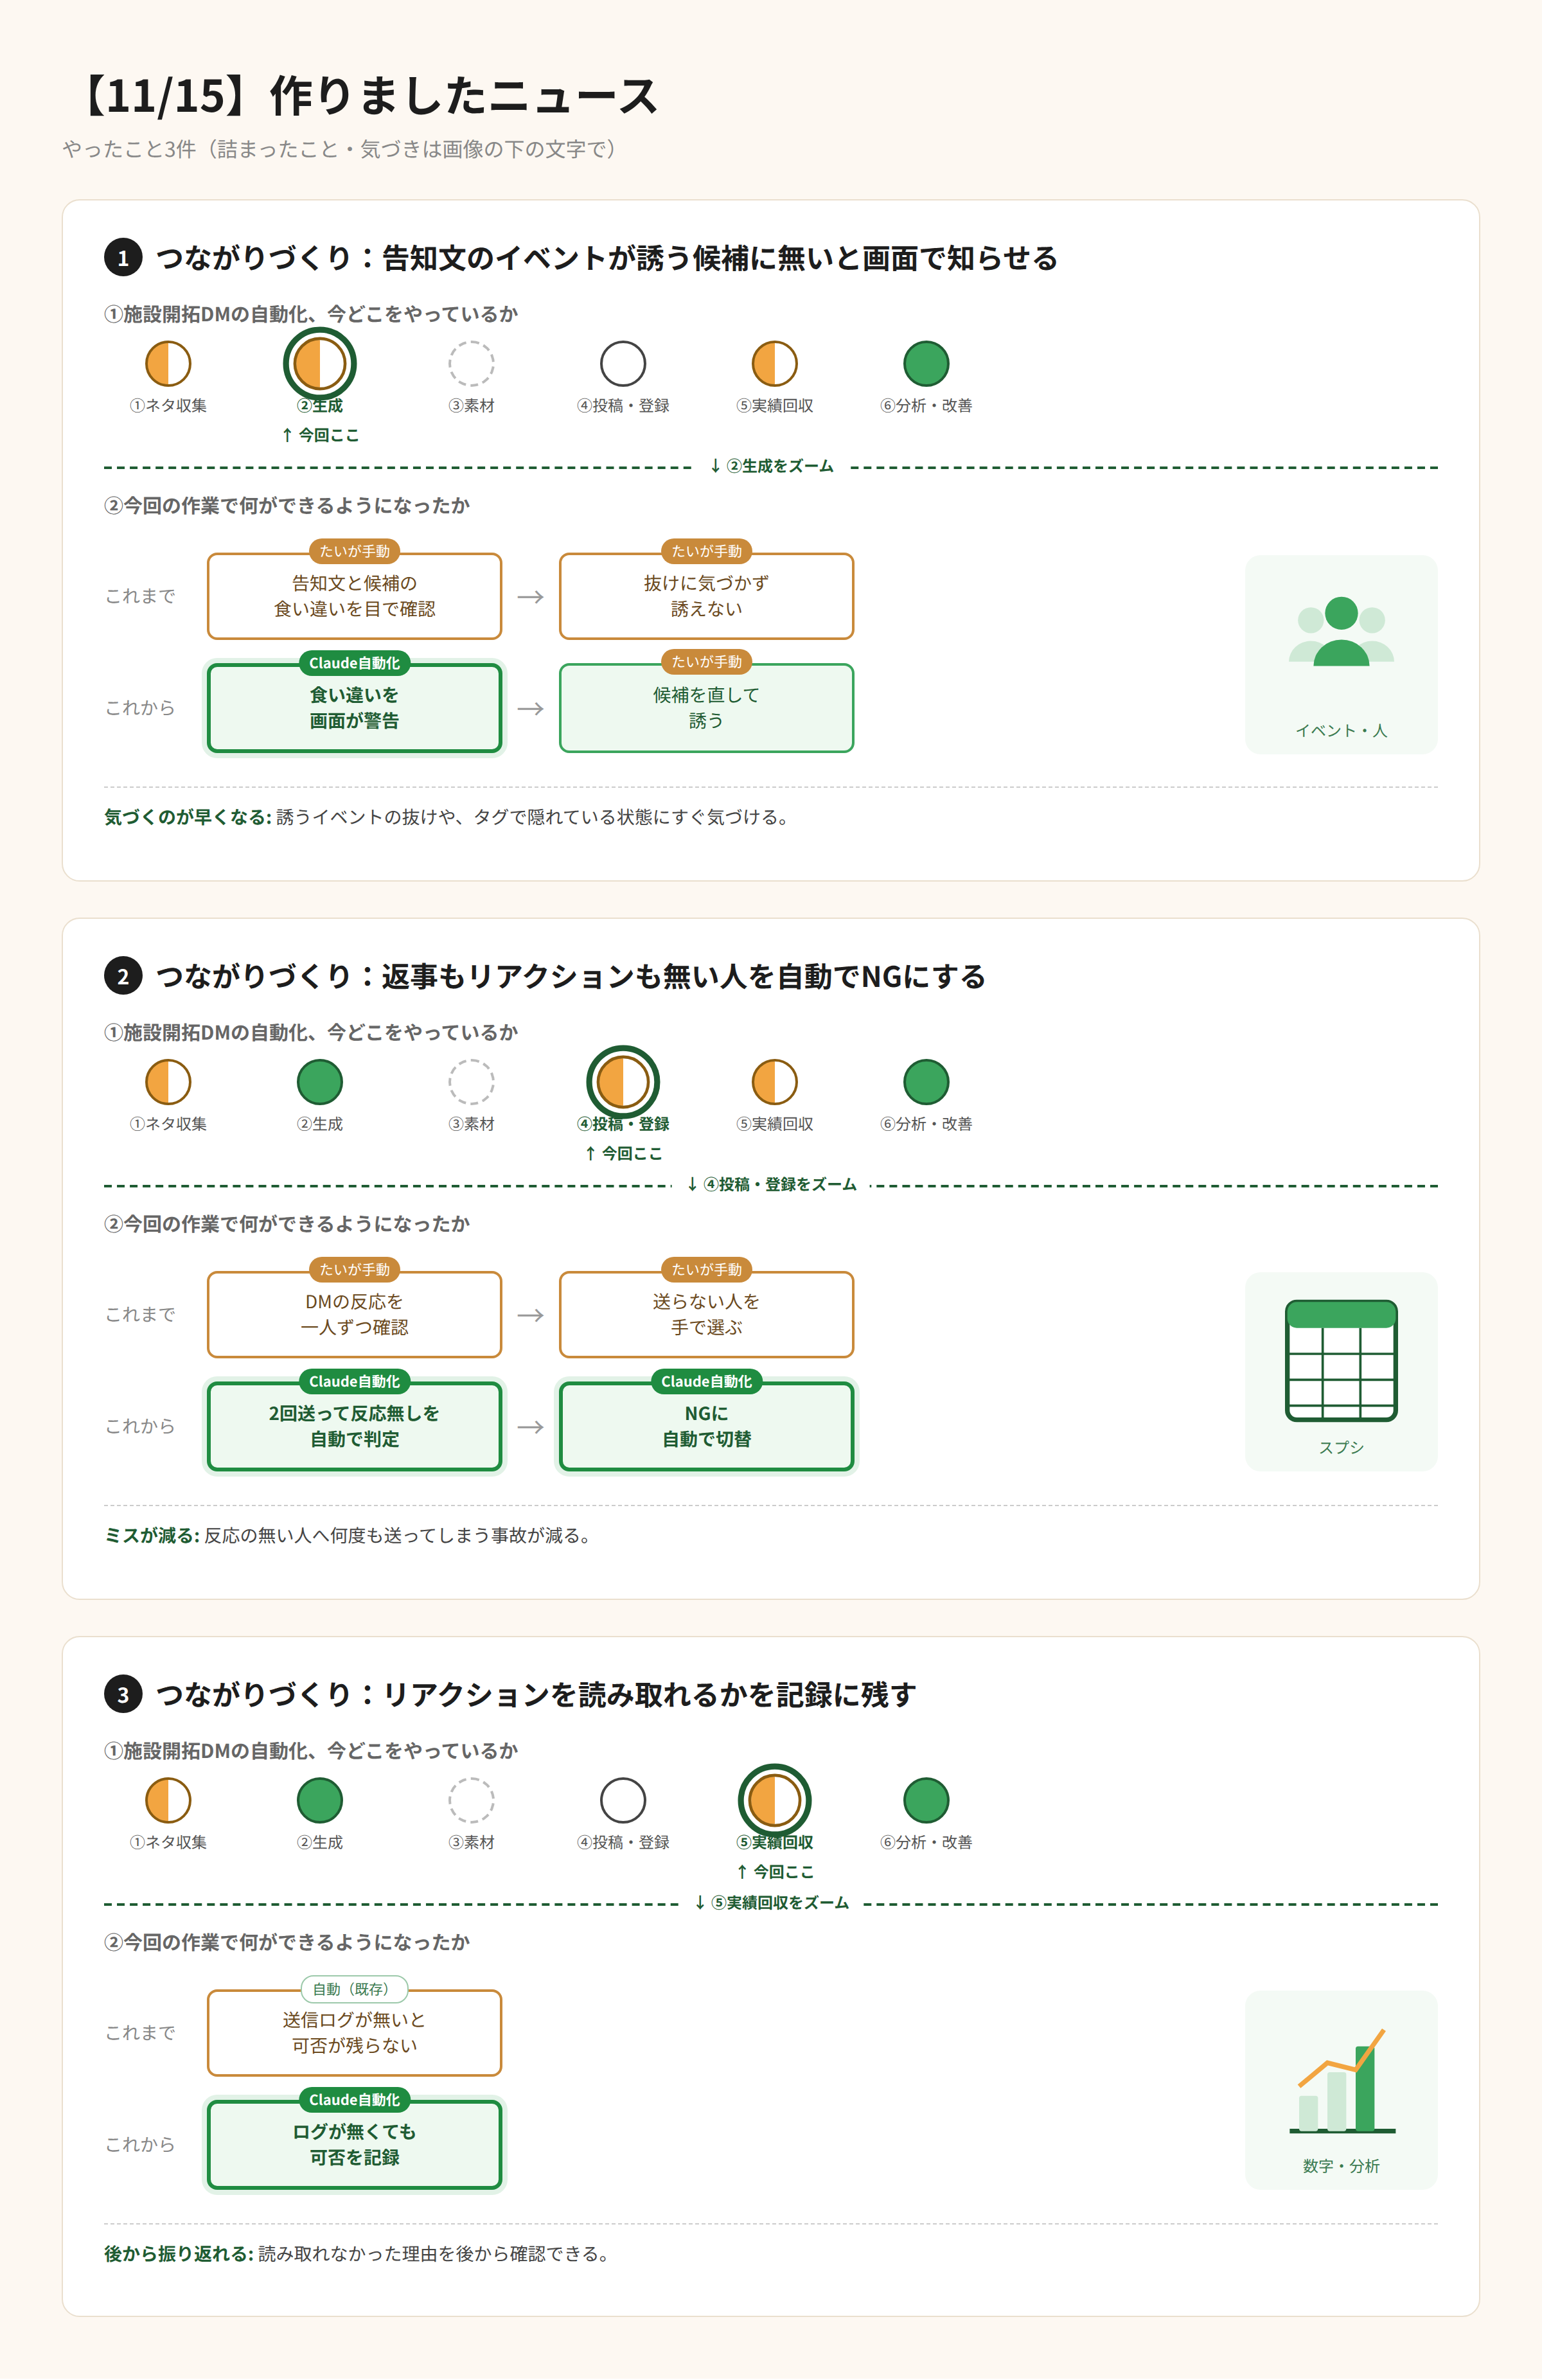 【11/15】作りましたニュース
やったこと3件（詰まったこと・気づきは画像の下の文字で）
1 つながりづくり：告知文のイベントが誘う候補に無いと画面で知らせる
①施設開拓DMの自動化、今どこをやっているか
①ネタ収集 ②生成 ③素材 ④投稿・登録 ⑤実績回収 ⑥分析・改善
↑ 今回ここ
↓ ②生成をズーム
②今回の作業で何ができるようになったか
たいが手動 たいが手動
これまで
告知文と候補の
食い違いを目で確認
→
抜けに気づかず
誘えない
Claude自動化 たいが手動
これから
食い違いを
画面が警告
→
候補を直して
誘う
イベント・人
気づくのが早くなる: 誘うイベントの抜けや、タグで隠れている状態にすぐ気づける。
2 つながりづくり：返事もリアクションも無い人を自動でNGにする
①施設開拓DMの自動化、今どこをやっているか
①ネタ収集 ②生成 ③素材 ④投稿・登録 ⑤実績回収 ⑥分析・改善
↑ 今回ここ
↓ ④投稿・登録をズーム
②今回の作業で何ができるようになったか
たいが手動 たいが手動
これまで
DMの反応を
一人ずつ確認
→
送らない人を
手で選ぶ
Claude自動化 Claude自動化
これから
2回送って反応無しを
自動で判定
→
NGに
自動で切替
スプシ
ミスが減る: 反応の無い人へ何度も送ってしまう事故が減る。
3 つながりづくり：リアクションを読み取れるかを記録に残す
①施設開拓DMの自動化、今どこをやっているか
①ネタ収集 ②生成 ③素材 ④投稿・登録 ⑤実績回収 ⑥分析・改善
↑ 今回ここ
↓ ⑤実績回収をズーム
②今回の作業で何ができるようになったか
自動（既存）
これまで
送信ログが無いと
可否が残らない
Claude自動化
これから
ログが無くても
可否を記録
数字・分析
後から振り返れる: 読み取れなかった理由を後から確認できる。